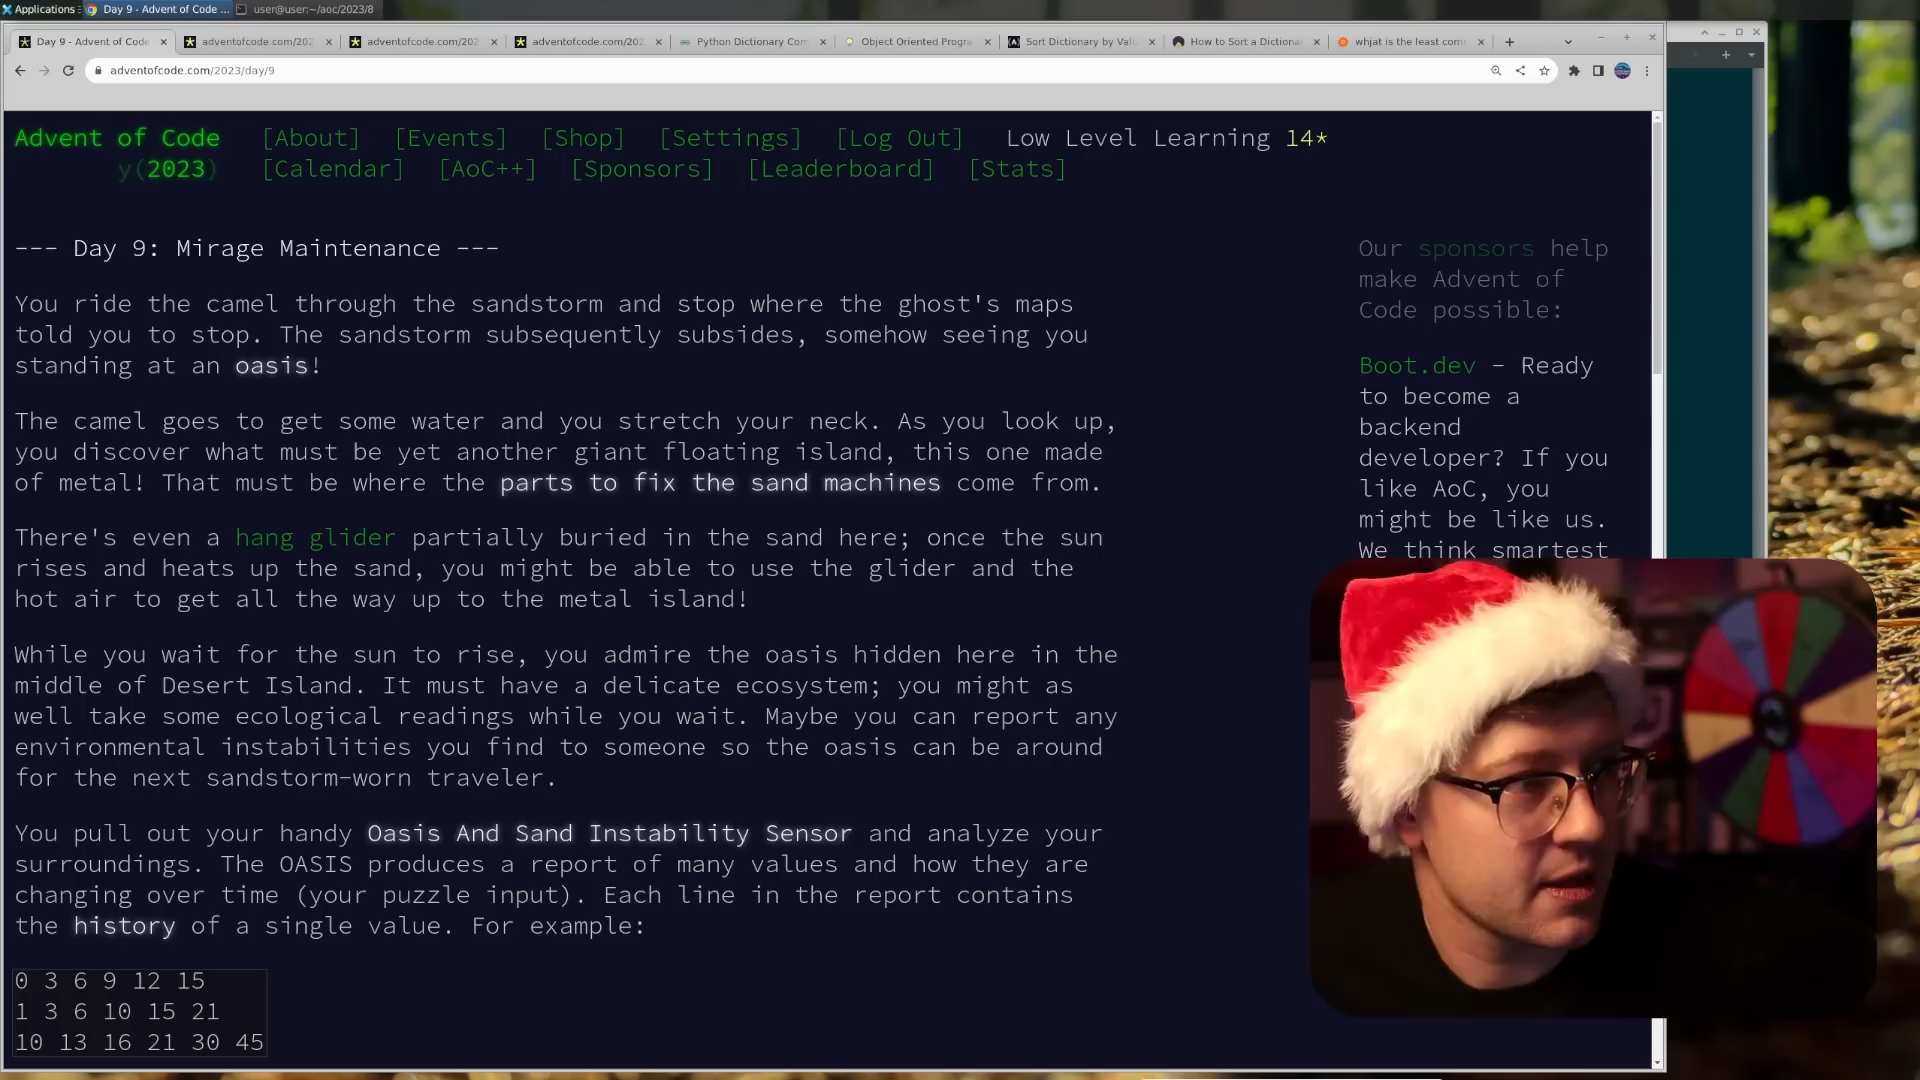 Applications
Day 9 - Advent of Code ...
user@user:~/aoc/2023/8
Day 9 - Advent of Code
adventofcode.com/202
adventofcode.com/202
adventofcode.com/202
Python Dictionary Com
Object Oriented Progra
Sort Dictionary by Valu
How to Sort a Dictiona
whjat is the least com
adventofcode.com/2023/day/9
Advent of Code [About] [Events] [Shop] [Settings] [Log Out] Low Level Learning 14*
y(2023) [Calendar] [AoC++] [Sponsors] [Leaderboard] [Stats]
--- Day 9: Mirage Maintenance ---
You ride the camel through the sandstorm and stop where the ghost's maps
told you to stop. The sandstorm subsequently subsides, somehow seeing you
standing at an oasis!
The camel goes to get some water and you stretch your neck. As you look up,
you discover what must be yet another giant floating island, this one made
of metal! That must be where the parts to fix the sand machines come from.
There's even a hang glider partially buried in the sand here; once the sun
rises and heats up the sand, you might be able to use the glider and the
hot air to get all the way up to the metal island!
While you wait for the sun to rise, you admire the oasis hidden here in the
middle of Desert Island. It must have a delicate ecosystem; you might as
well take some ecological readings while you wait. Maybe you can report any
environmental instabilities you find to someone so the oasis can be around
for the next sandstorm-worn traveler.
You pull out your handy Oasis And Sand Instability Sensor and analyze your
surroundings. The OASIS produces a report of many values and how they are
changing over time (your puzzle input). Each line in the report contains
the history of a single value. For example:
0 3 6 9 12 15
1 3 6 10 15 21
10 13 16 21 30 45
Our sponsors help
make Advent of
Code possible:
Boot.dev - Ready
to become a
backend
developer? If you
like AoC, you
might be like us.
We think smartest